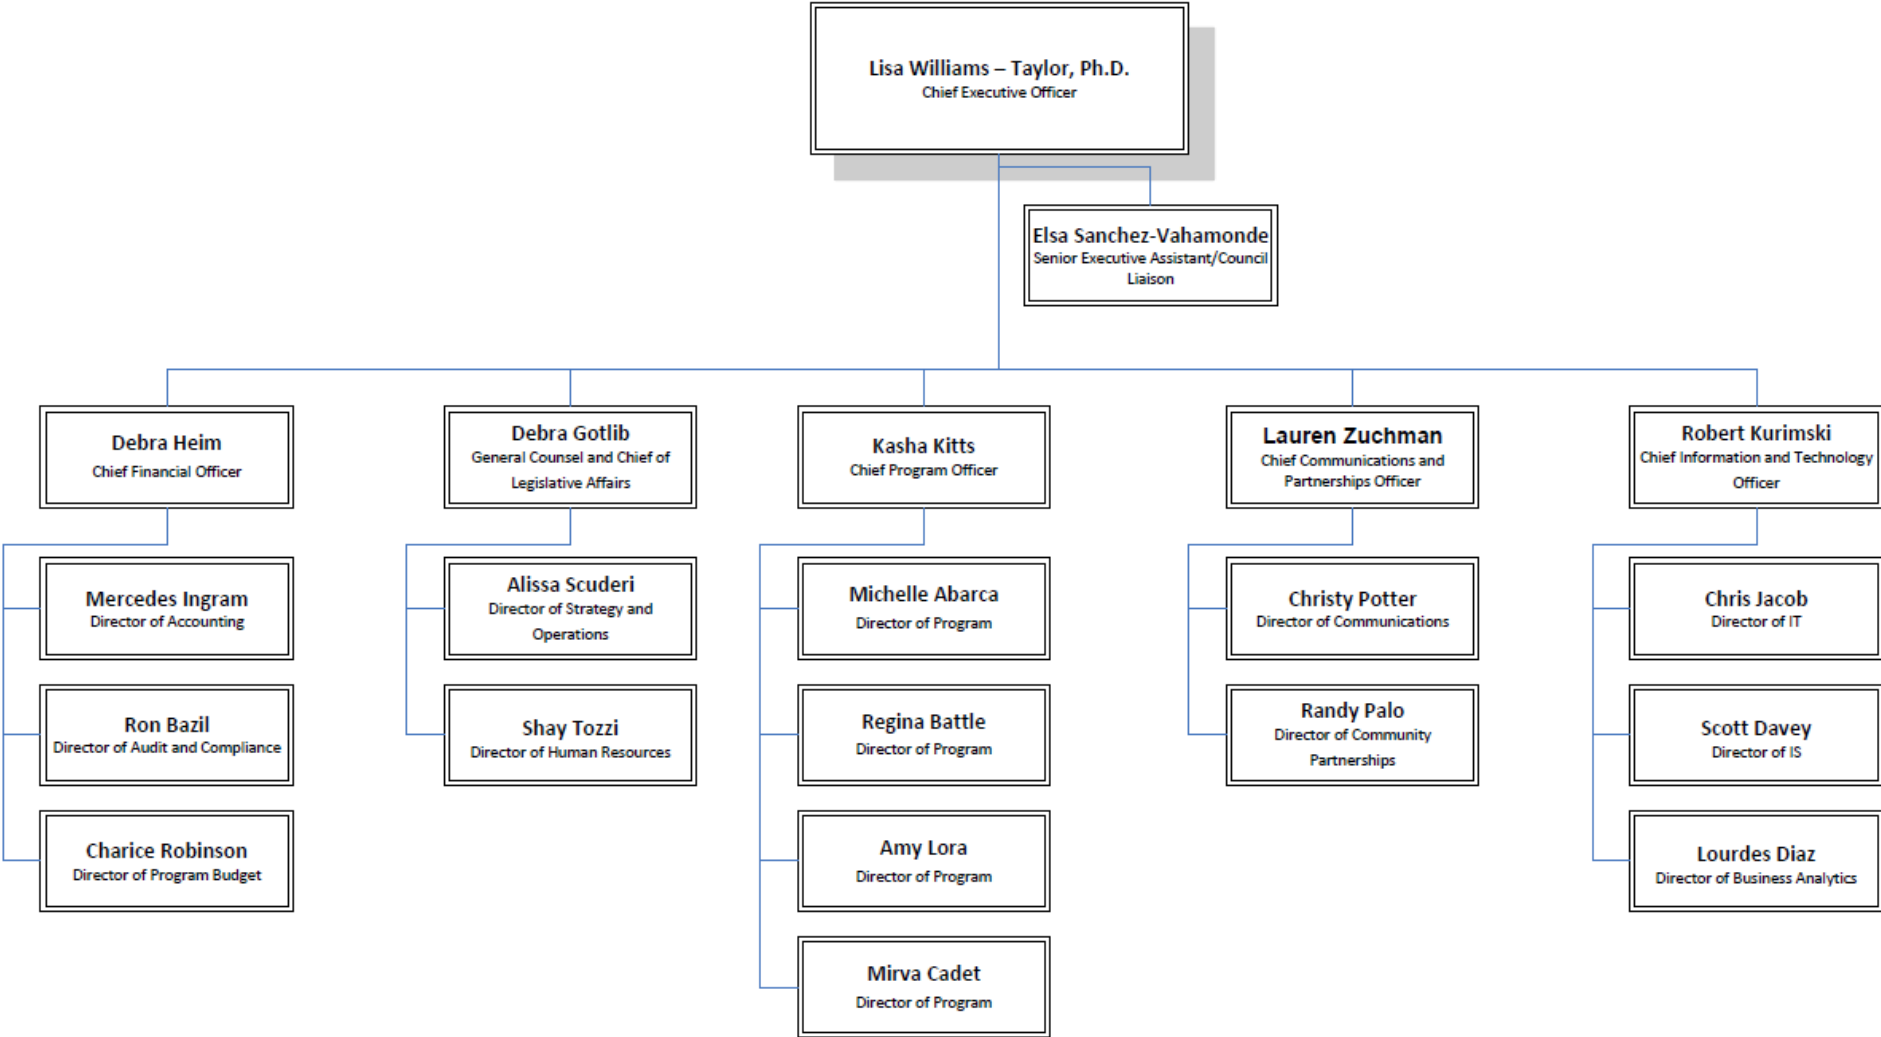 Lisa Williams – Taylor, Ph.D.
Chief Executive Officer
Elsa Sanchez-Vahamonde
Senior Executive Assistant/Council
Liaison
Debra Heim
Chief Financial Officer
Debra Gotlib
General Counsel and Chief of
Legislative Affairs
Kasha Kitts
Chief Program Officer
Lauren Zuchman
Chief Communications and
Partnerships Officer
Robert Kurimski
Chief Information and Technology
Officer
Mercedes Ingram
Director of Accounting
Alissa Scuderi
Director of Strategy and
Operations
Michelle Abarca
Director of Program
Christy Potter
Director of Communications
Chris Jacob
Director of IT
Ron Bazil
Director of Audit and Compliance
Shay Tozzi
Director of Human Resources
Regina Battle
Director of Program
Randy Palo
Director of Community
Partnerships
Scott Davey
Director of IS
Charice Robinson
Director of Program Budget
Amy Lora
Director of Program
Lourdes Diaz
Director of Business Analytics
Mirva Cadet
Director of Program